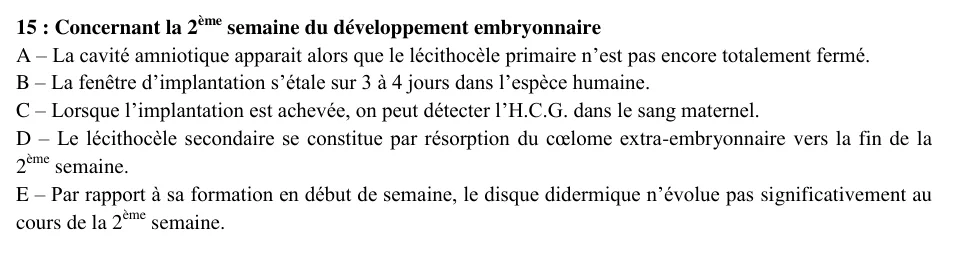 15 : Concernant la 2ème semaine du développement embryonnaire
A – La cavité amniotique apparait alors que le lécithocèle primaire n’est pas encore totalement fermé.
B – La fenêtre d’implantation s’étale sur 3 à 4 jours dans l’espèce humaine.
C – Lorsque l’implantation est achevée, on peut détecter l’H.C.G. dans le sang maternel.
D – Le lécithocèle secondaire se constitue par résorption du cœlome extra-embryonnaire vers la fin de la
2ème semaine.
E – Par rapport à sa formation en début de semaine, le disque didermique n’évolue pas significativement au
cours de la 2ème semaine.